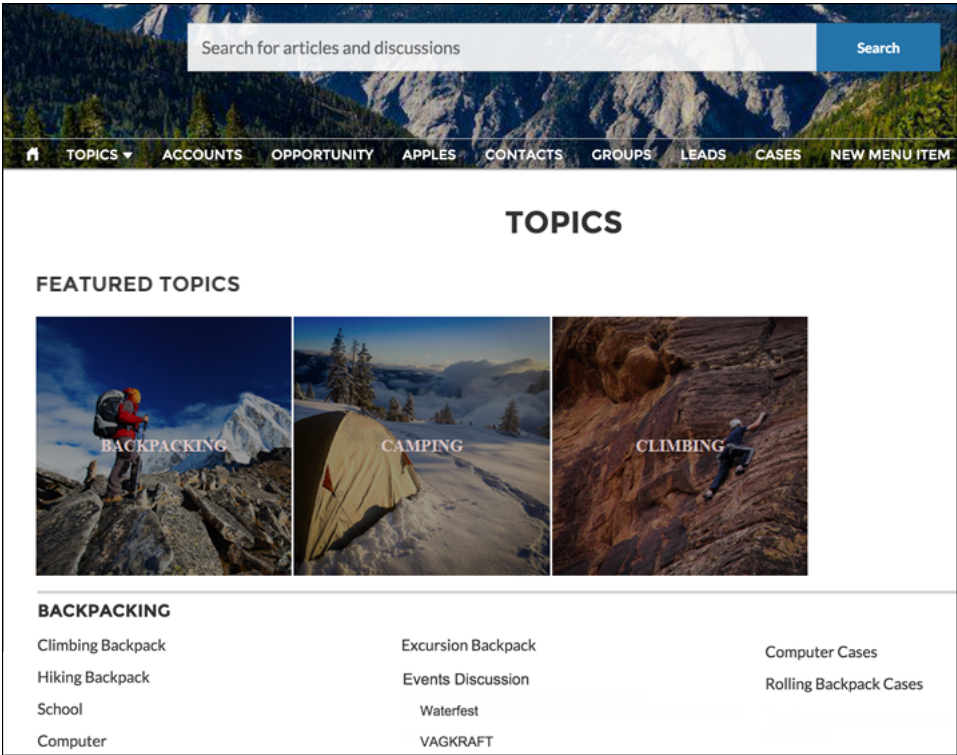 Search for articles and discussions
Search
TOPICS ACCOUNTS OPPORTUNITY APPLES CONTACTS GROUPS LEADS CASES NEW MENU ITEM
TOPICS
FEATURED TOPICS
BACKPACKING CAMPING CLIMBING
BACKPACKING
Climbing Backpack
Hiking Backpack
School
Computer
Excursion Backpack
Events Discussion
Waterfest
VAGKRAFT
Computer Cases
Rolling Backpack Cases